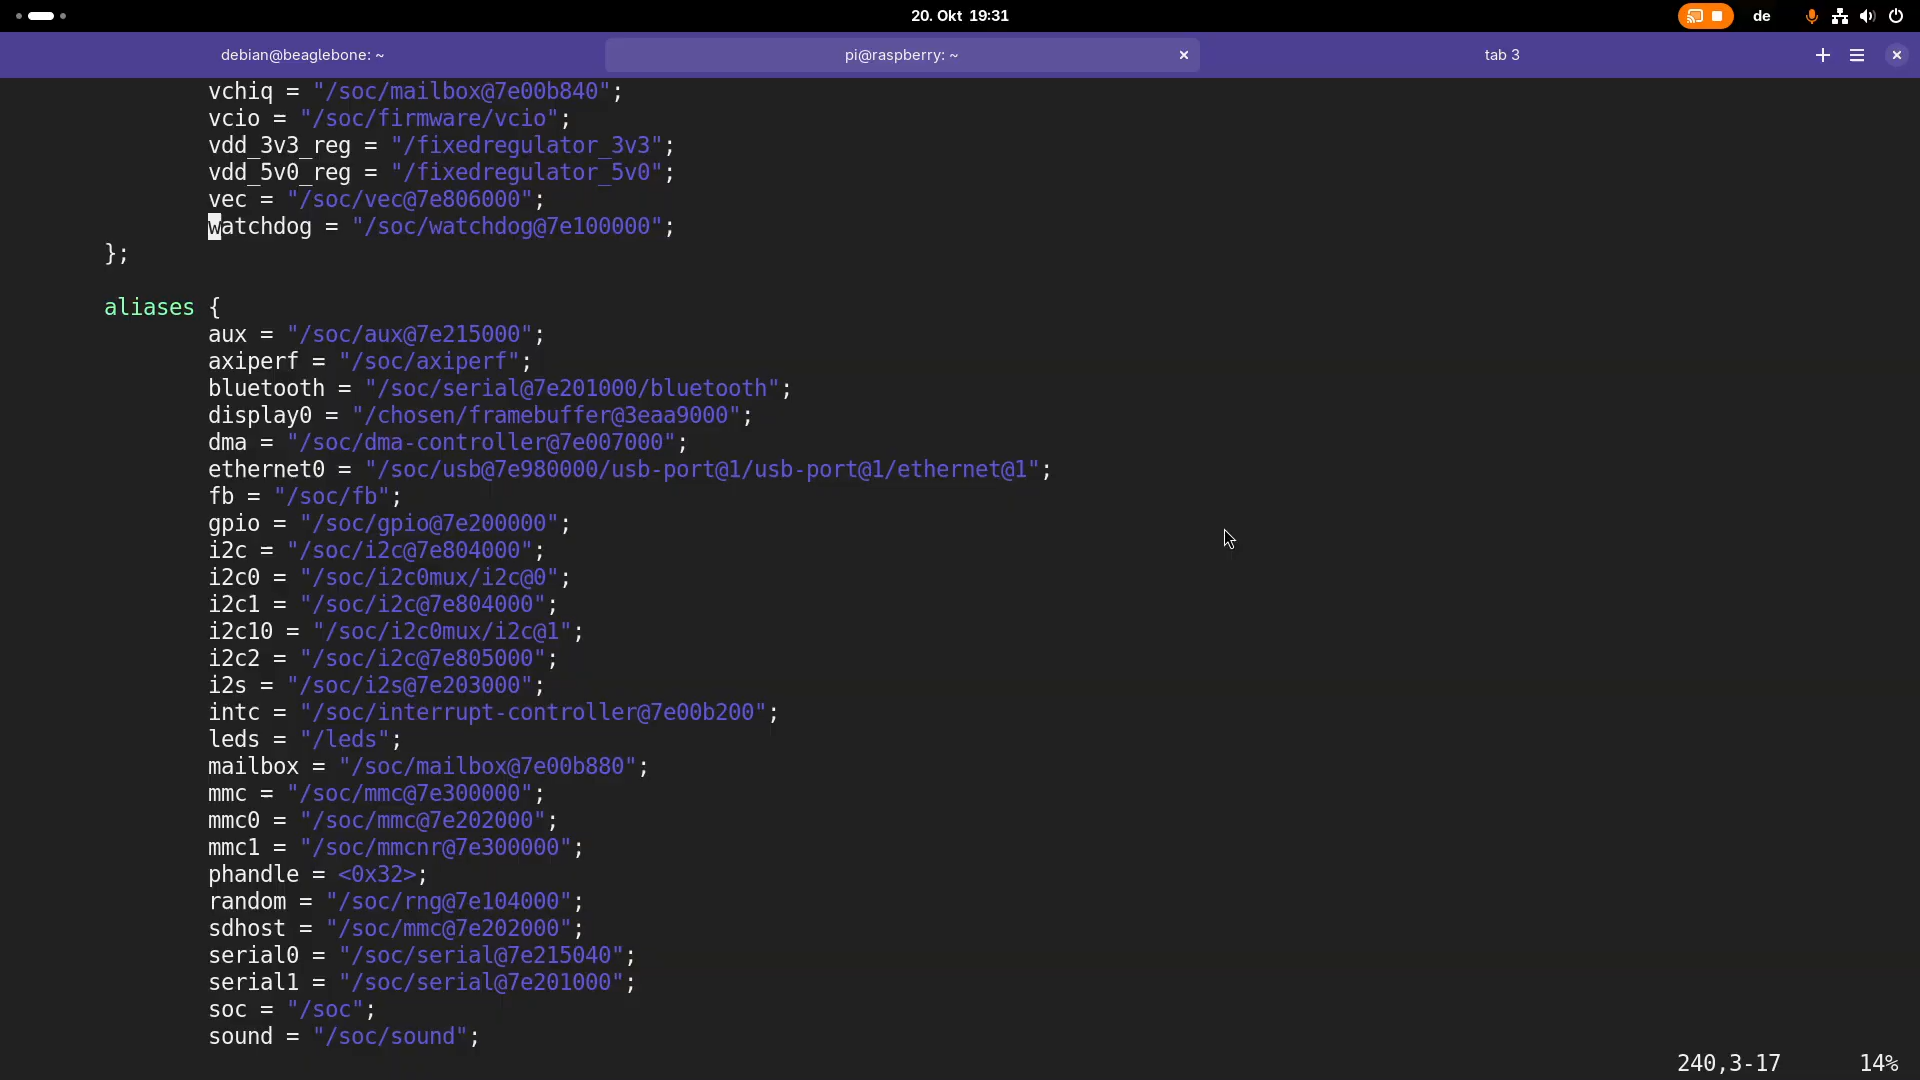 20. Okt 19:31
de
debian@beaglebone: ~
pi@raspberry: ~
tab 3
vchiq = "/soc/mailbox@7e00b840";
vcio = "/soc/firmware/vcio";
vdd_3v3_reg = "/fixedregulator_3v3";
vdd_5v0_reg = "/fixedregulator_5v0";
vec = "/soc/vec@7e806000";
watchdog = "/soc/watchdog@7e100000";
};
aliases {
aux = "/soc/aux@7e215000";
axiperf = "/soc/axiperf";
bluetooth = "/soc/serial@7e201000/bluetooth";
display0 = "/chosen/framebuffer@3eaa9000";
dma = "/soc/dma-controller@7e007000";
ethernet0 = "/soc/usb@7e980000/usb-port@1/usb-port@1/ethernet@1";
fb = "/soc/fb";
gpio = "/soc/gpio@7e200000";
i2c = "/soc/i2c@7e804000";
i2c0 = "/soc/i2c0mux/i2c@0";
i2c1 = "/soc/i2c@7e804000";
i2c10 = "/soc/i2c0mux/i2c@1";
i2c2 = "/soc/i2c@7e805000";
i2s = "/soc/i2s@7e203000";
intc = "/soc/interrupt-controller@7e00b200";
leds = "/leds";
mailbox = "/soc/mailbox@7e00b880";
mmc = "/soc/mmc@7e300000";
mmc0 = "/soc/mmc@7e202000";
mmc1 = "/soc/mmcnr@7e300000";
phandle = <0x32>;
random = "/soc/rng@7e104000";
sdhost = "/soc/mmc@7e202000";
serial0 = "/soc/serial@7e215040";
serial1 = "/soc/serial@7e201000";
soc = "/soc";
sound = "/soc/sound";
240,3-17 14%